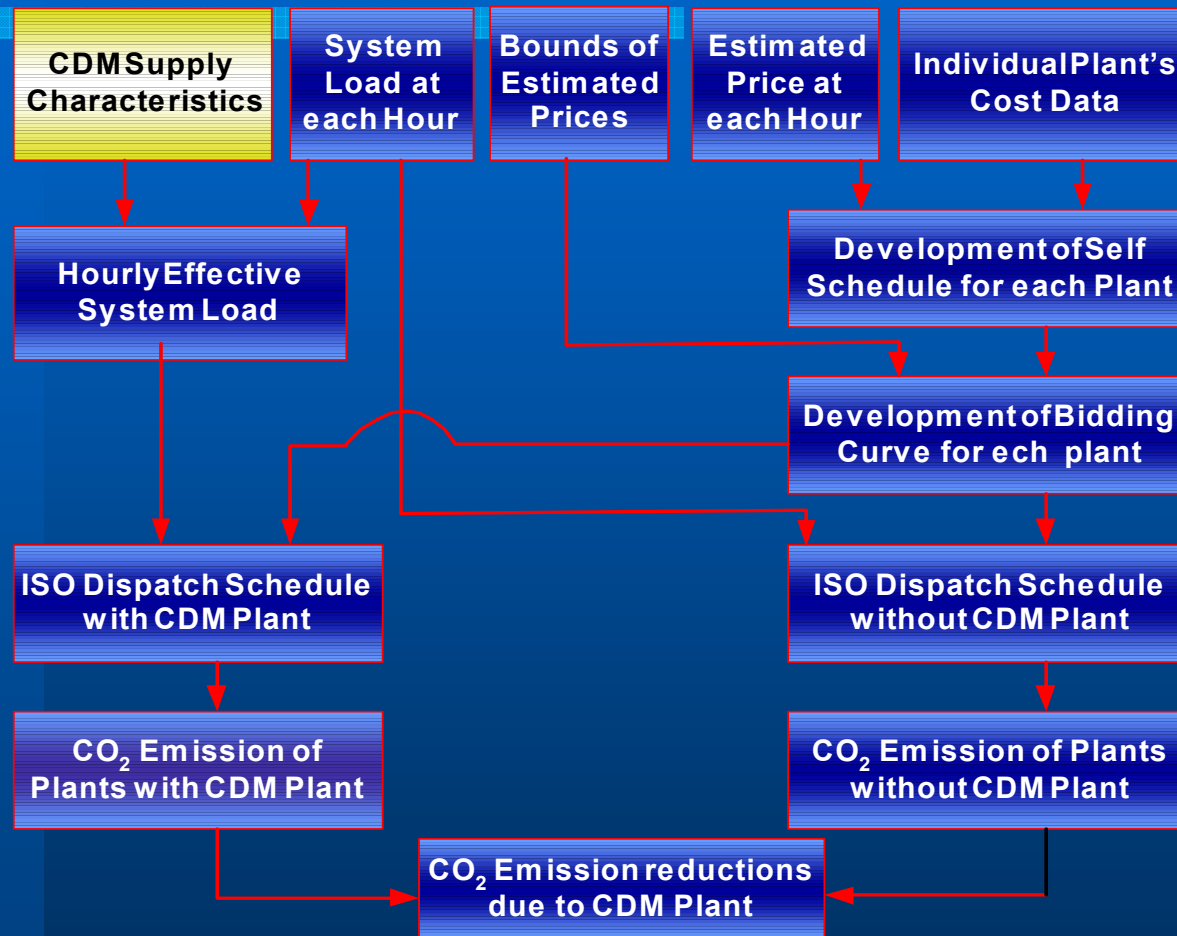 CDM Supply
Characteristics
System
Load at
each Hour
Bounds of
Estimated
Prices
Estimated
Price at
each Hour
Individual Plant's
Cost Data
Hourly Effective
System Load
Development of Self
Schedule for each Plant
Development of Bidding
Curve for ech plant
ISO Dispatch Schedule
with CDM Plant
ISO Dispatch Schedule
without CDM Plant
CO₂ Emission of
Plants with CDM Plant
CO₂ Emission of Plants
without CDM Plant
CO₂ Emission reductions
due to CDM Plant